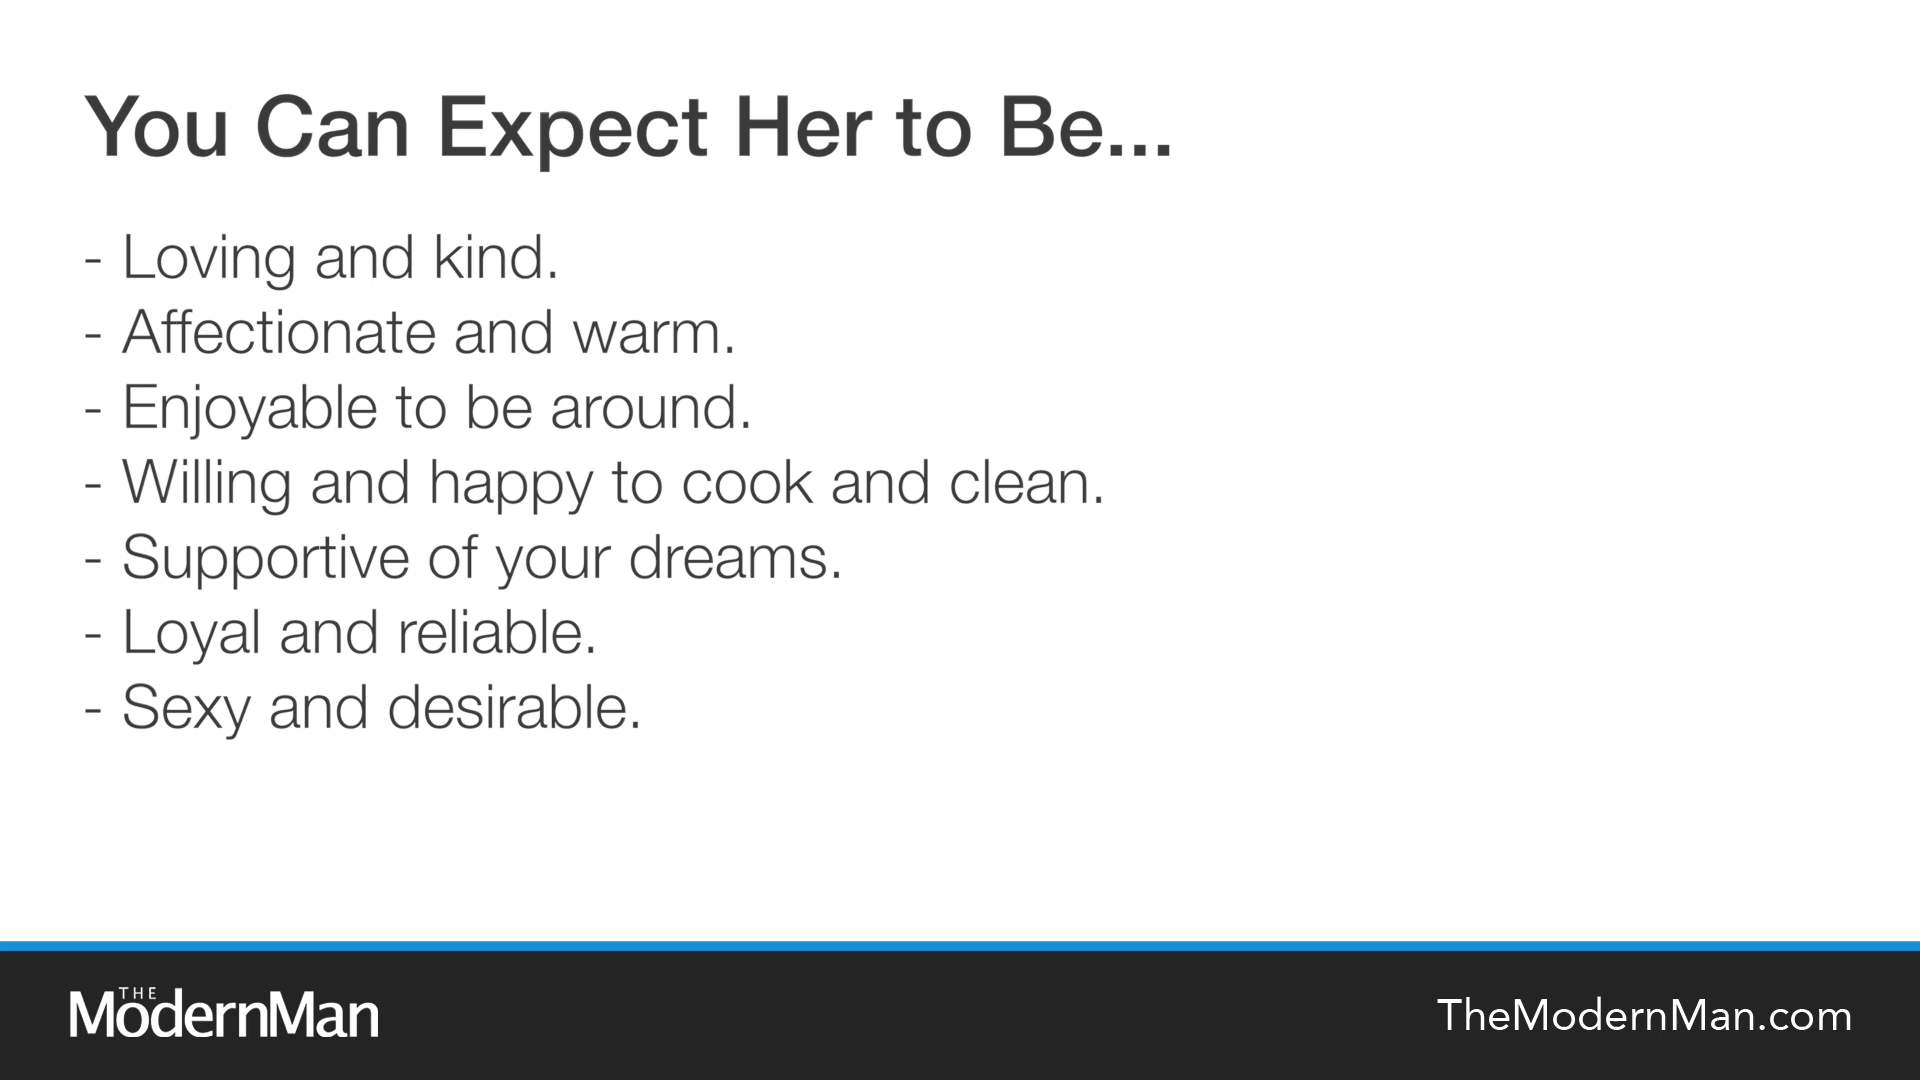 You Can Expect Her to Be...
- Loving and kind.
- Affectionate and warm.
- Enjoyable to be around.
- Willing and happy to cook and clean.
- Supportive of your dreams.
- Loyal and reliable.
- Sexy and desirable.
THE
ModernMan
TheModernMan.com